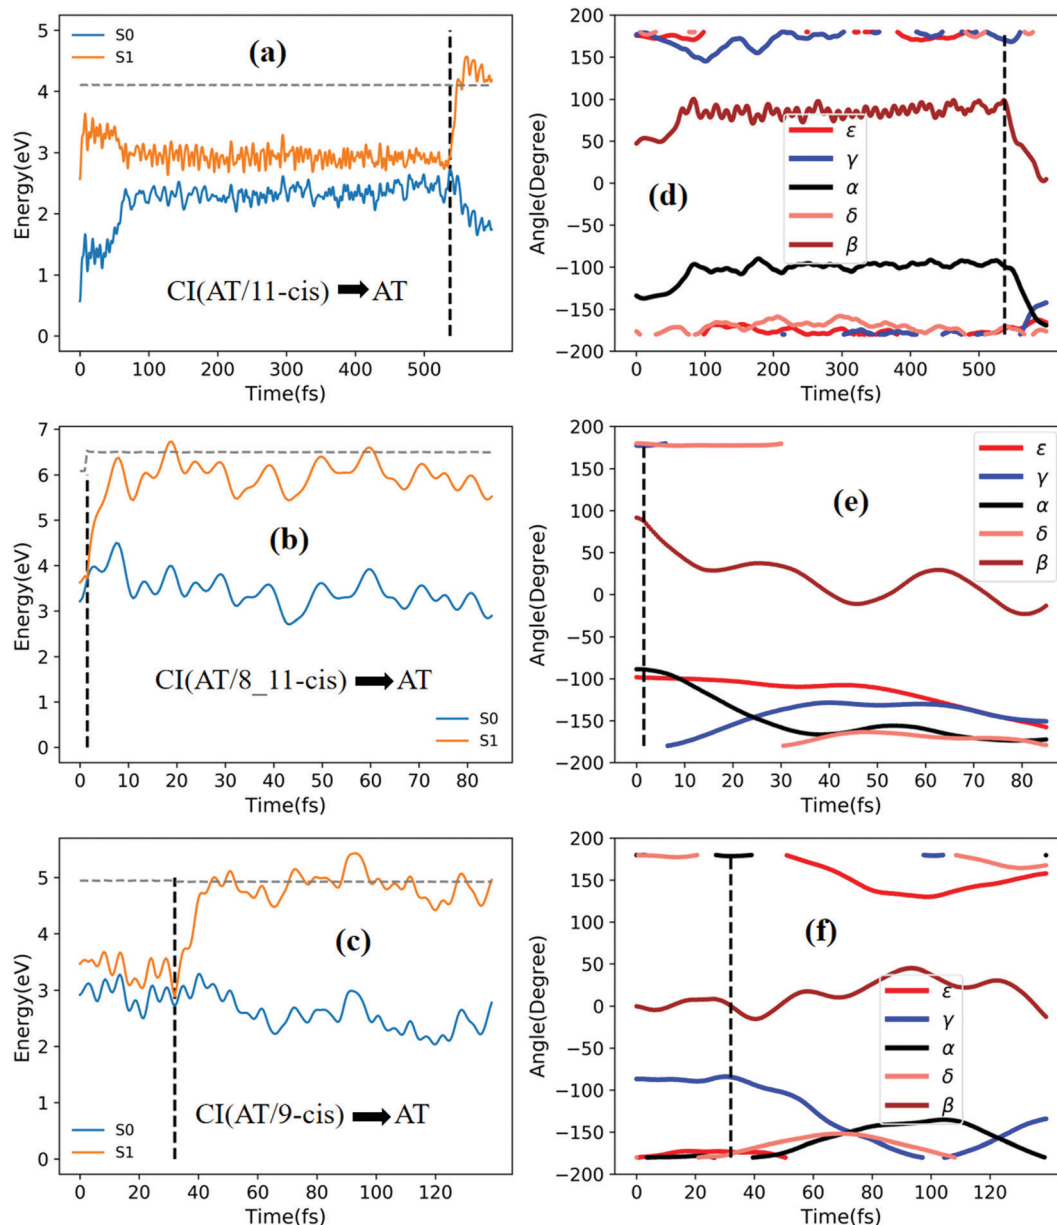 S0
S1
(a)
CI(AT/11-cis) AT
Energy(eV)
5
4
3
2
1
0
0 100 200 300 400 500
Time(fs)
ε
γ
α
δ
β
(d)
Angle(Degree)
200
150
100
50
0
−50
−100
−150
−200
0 100 200 300 400 500
Time(fs)
(b)
CI(AT/8_11-cis) AT
S0
S1
Energy(eV)
7
6
5
4
3
2
1
0
0 10 20 30 40 50 60 70 80
Time(fs)
ε
γ
α
δ
β
(e)
Angle(Degree)
200
150
100
50
0
−50
−100
−150
−200
0 10 20 30 40 50 60 70 80
Time(fs)
(c)
CI(AT/9-cis) AT
S0
S1
Energy(eV)
5
4
3
2
1
0
0 20 40 60 80 100 120
Time(fs)
(f)
ε
γ
α
δ
β
Angle(Degree)
200
150
100
50
0
−50
−100
−150
−200
0 20 40 60 80 100 120
Time(fs)